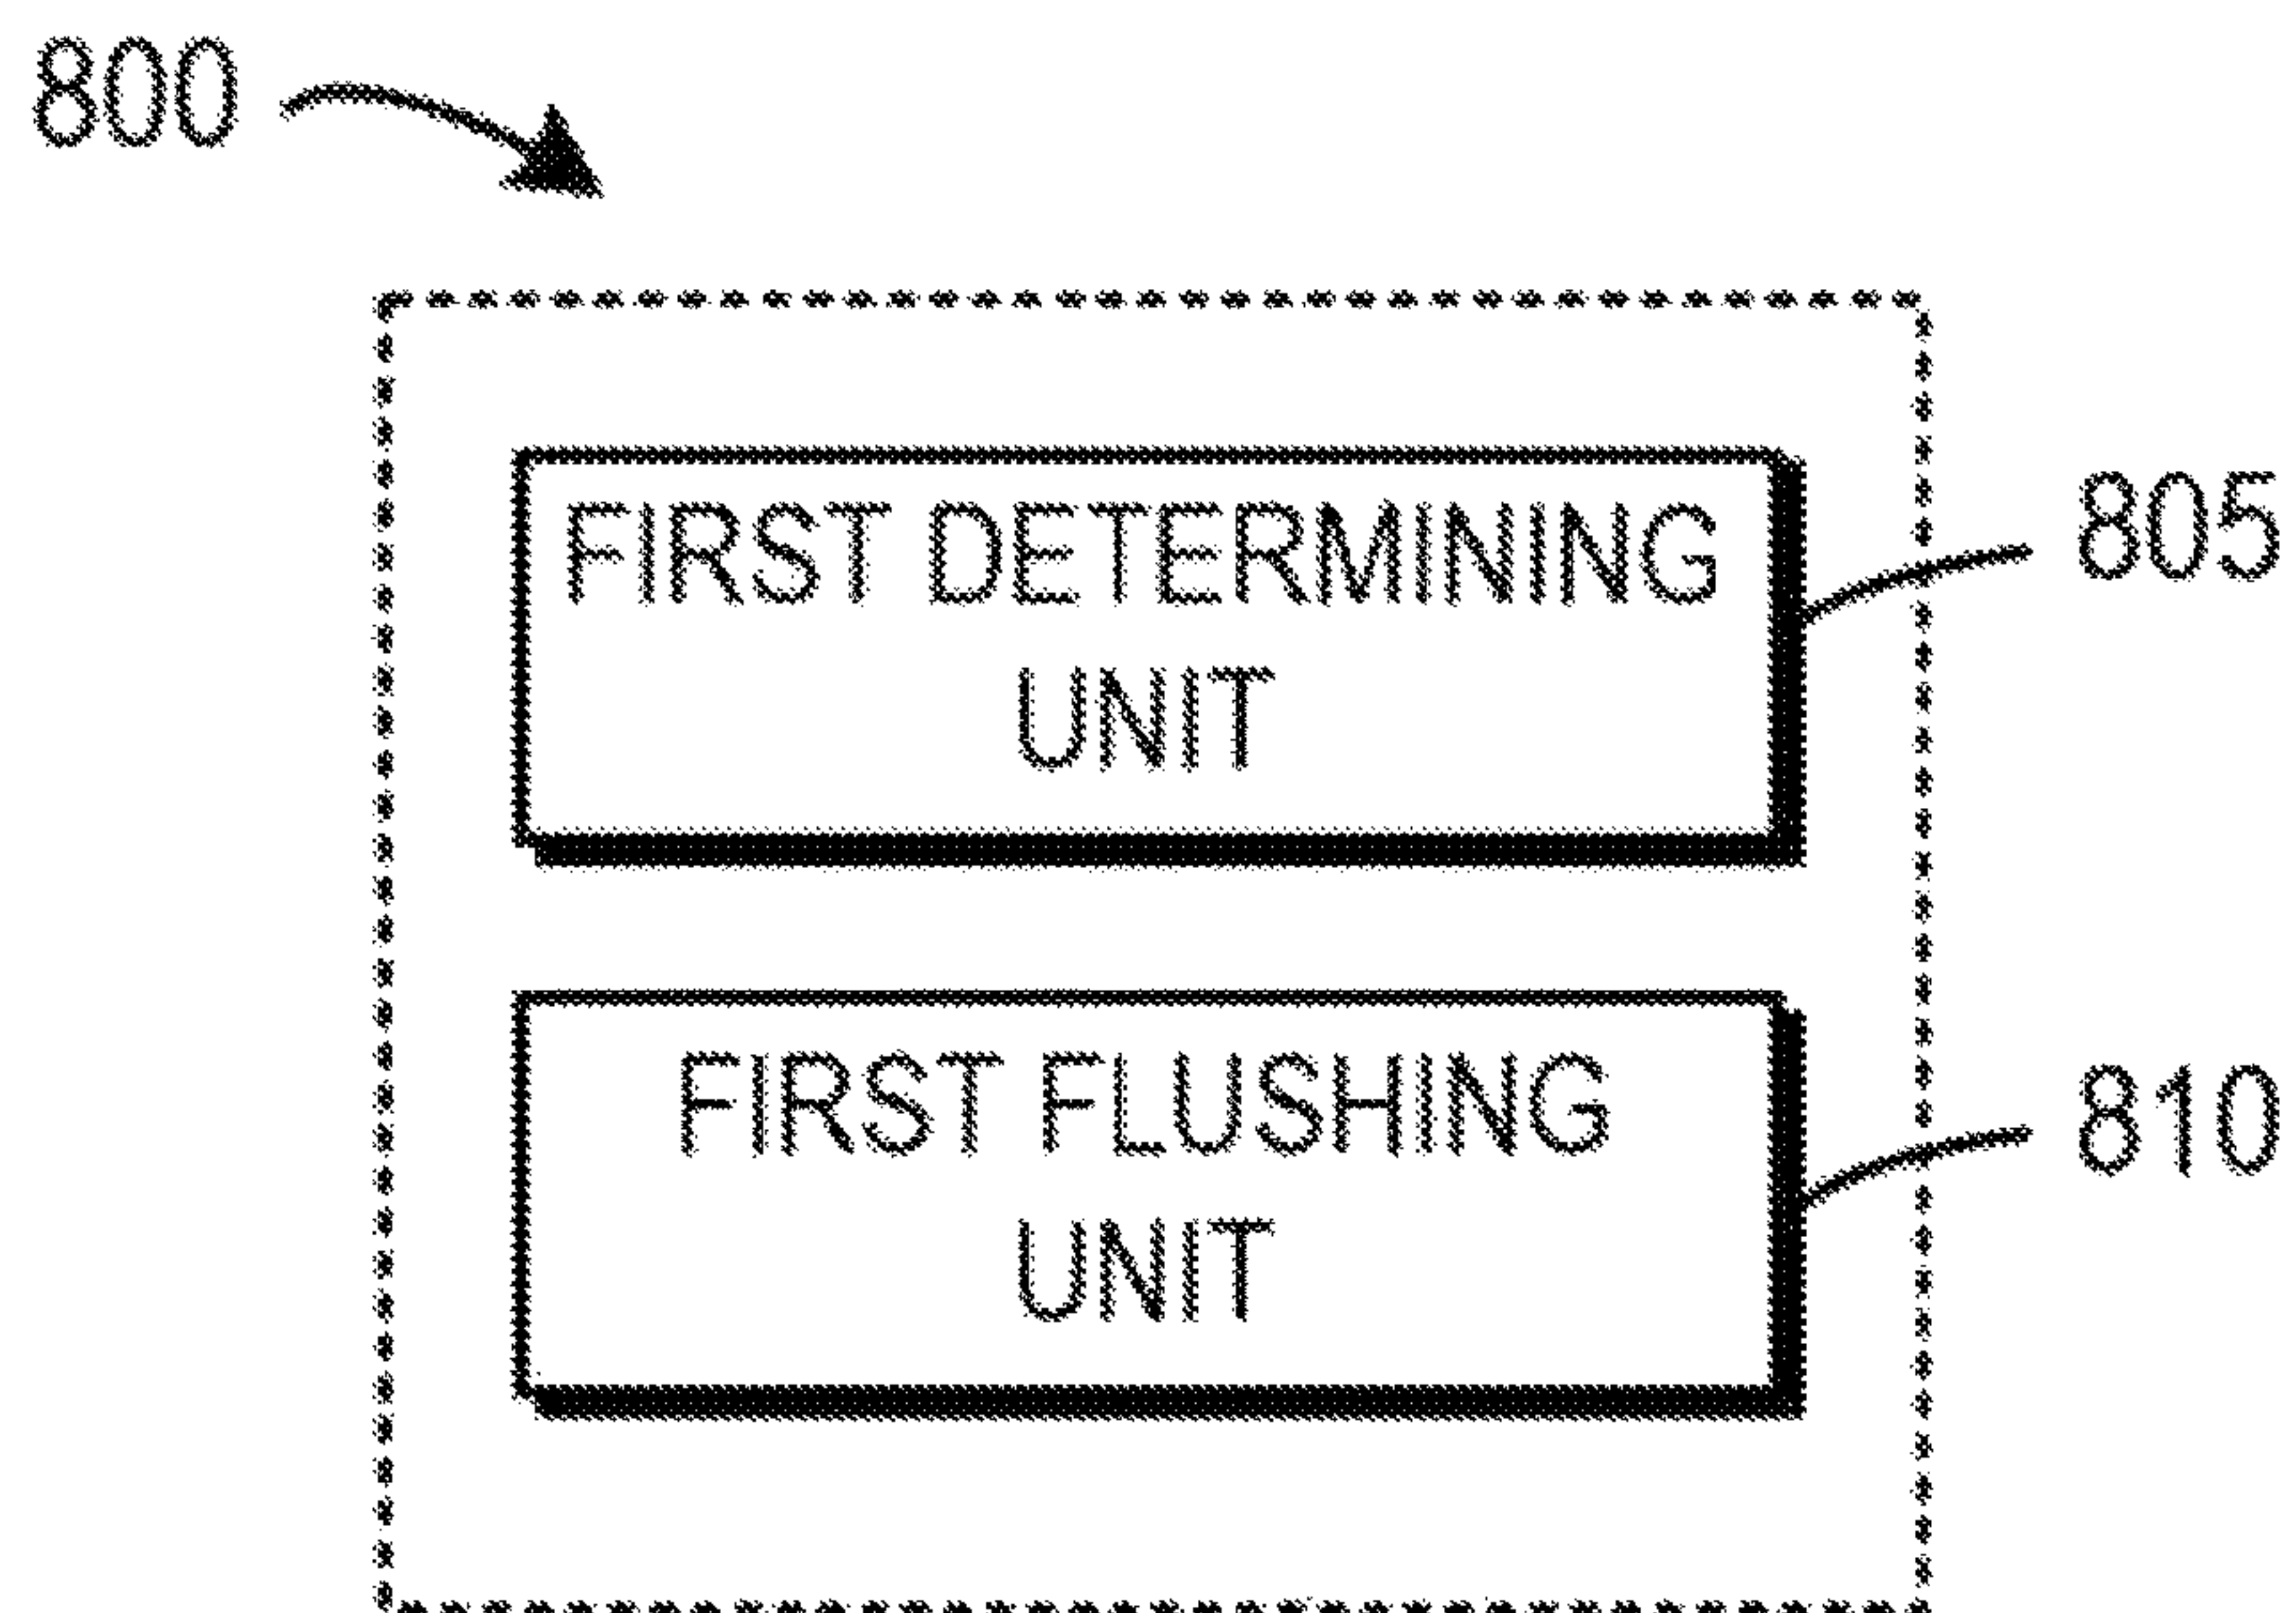 800
FIRST DETERMINING
UNIT
805
FIRST FLUSHING
UNIT
810